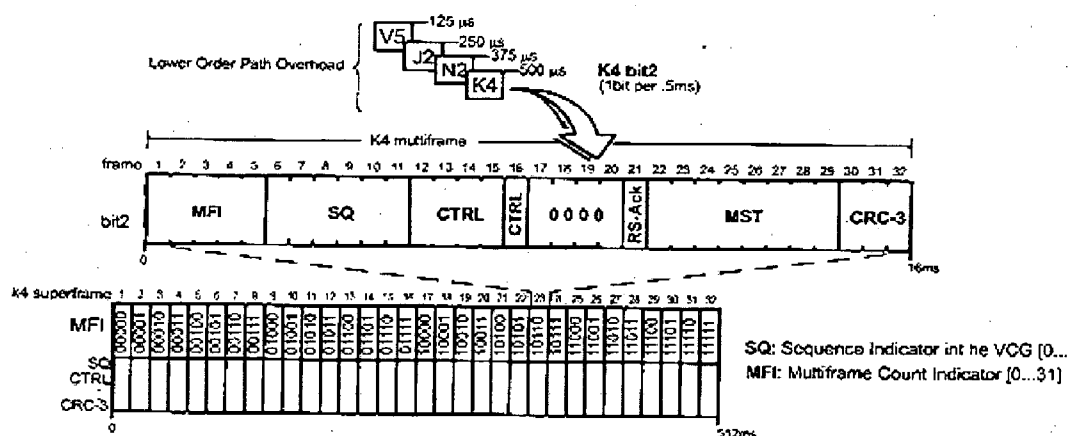 125 µs
V5
250 µs
J2
375 µs
N2
500 µs
K4
Lower Order Path Overhoad
K4 bit2
(1bit per .5ms)
K4 multiframe
frame 1 2 3 4 5 6 7 8 9 10 11 12 13 14 15 16 17 18 19 20 21 22 23 24 25 26 27 28 29 30 31 32
bit2 MFI SQ CTRL CTRL 0 0 0 0 RS-Ack MST CRC-3
0 16ms
k4 superframe 1 2 3 4 5 6 7 8 9 10 11 12 13 14 15 16 17 18 19 20 21 22 23 24 25 26 27 28 29 30 31 32
MFI 00000 00001 00010 00011 00100 00101 00110 00111 01000 01001 01010 01011 01100 01101 01110 01111 10000 10001 10010 10011 10100 10101 10110 10111 11000 11001 11010 11011 11100 11101 11110 11111
SQ
CTRL
CRC-3
0 512ms
SQ: Sequence Indicator int he VCG [0...
MFI: Multiframe Count Indicator [0...31]